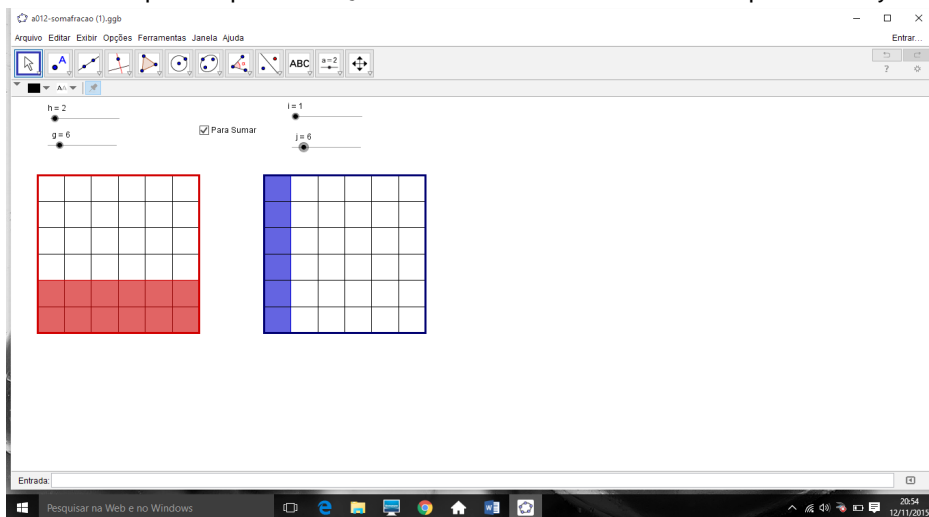 a012-somafracao (1).ggb
Arquivo Editar Exibir Opções Ferramentas Janela Ajuda
Entrar...
ABC a=2
h = 2
i = 1
g = 6
Para Sumar
j = 6
Entrada:
Pesquisar na Web e no Windows
20:54
12/11/2015